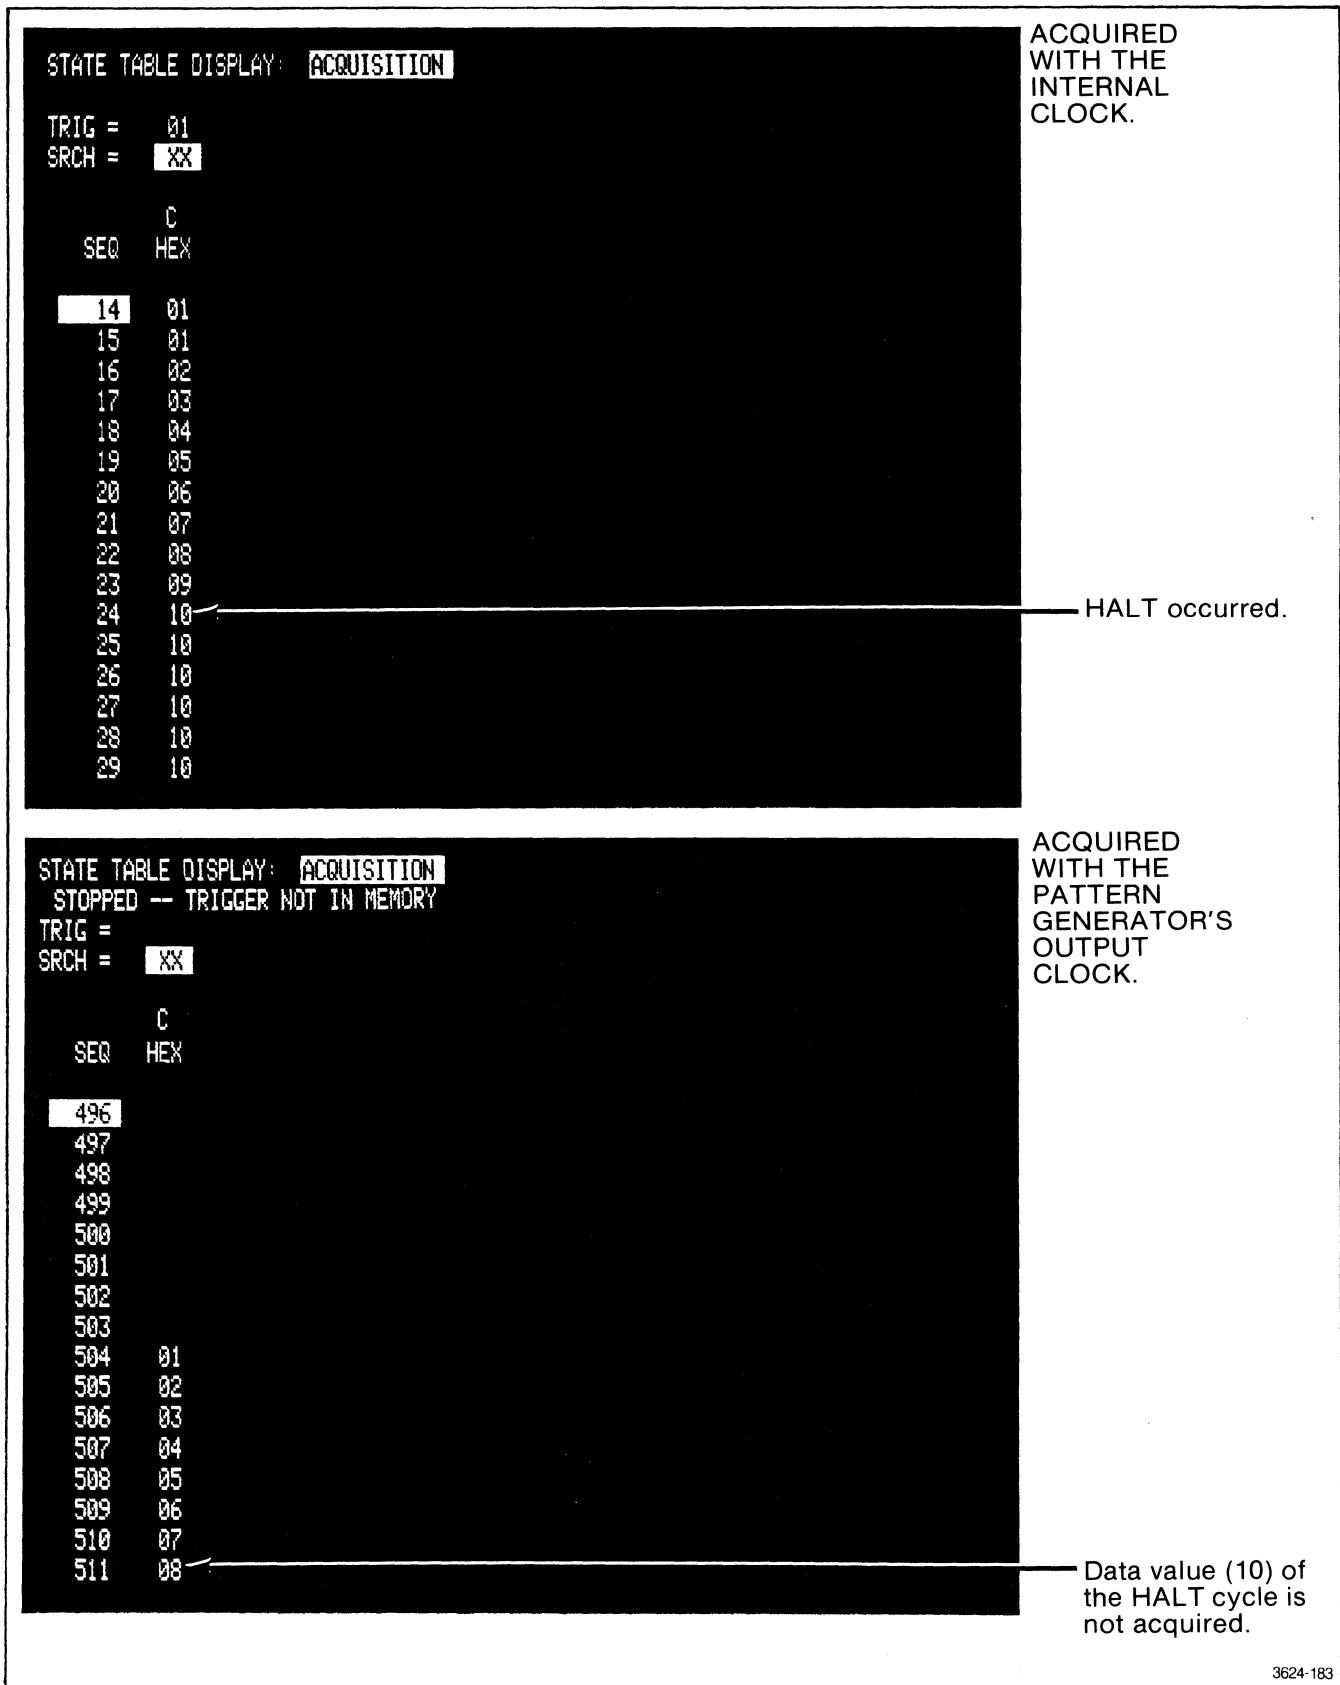 STATE TABLE DISPLAY: ACQUISITION
TRIG = 01
SRCH = XX
C
SEQ HEX
14 01
15 01
16 02
17 03
18 04
19 05
20 06
21 07
22 08
23 09
24 10
25 10
26 10
27 10
28 10
29 10
ACQUIRED
WITH THE
INTERNAL
CLOCK.
HALT occurred.
STATE TABLE DISPLAY: ACQUISITION
STOPPED -- TRIGGER NOT IN MEMORY
TRIG =
SRCH = XX
C
SEQ HEX
496
497
498
499
500
501
502
503
504 01
505 02
506 03
507 04
508 05
509 06
510 07
511 08
ACQUIRED
WITH THE
PATTERN
GENERATOR'S
OUTPUT
CLOCK.
Data value (10) of
the HALT cycle is
not acquired.
3624-183